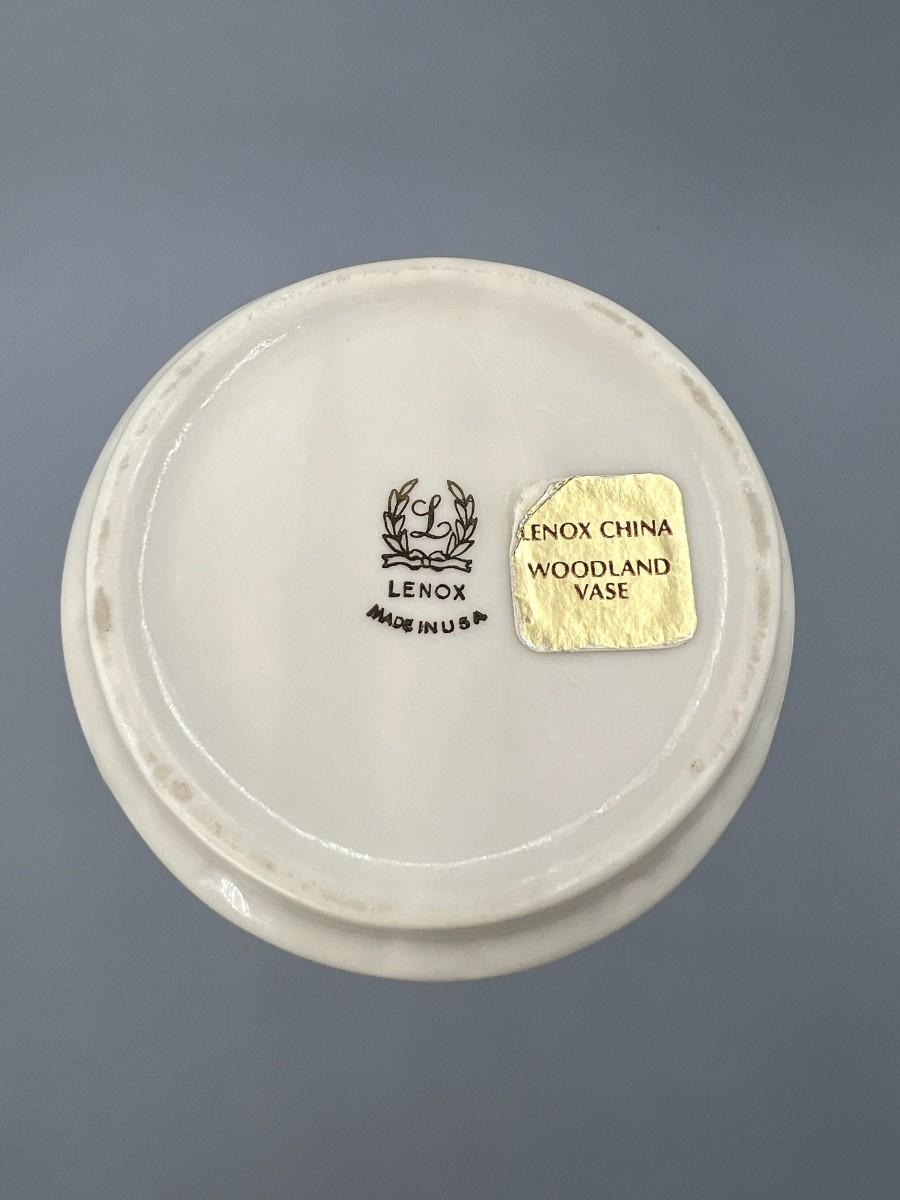 L
LENOX
MADE IN USA
LENOX CHINA
WOODLAND
VASE